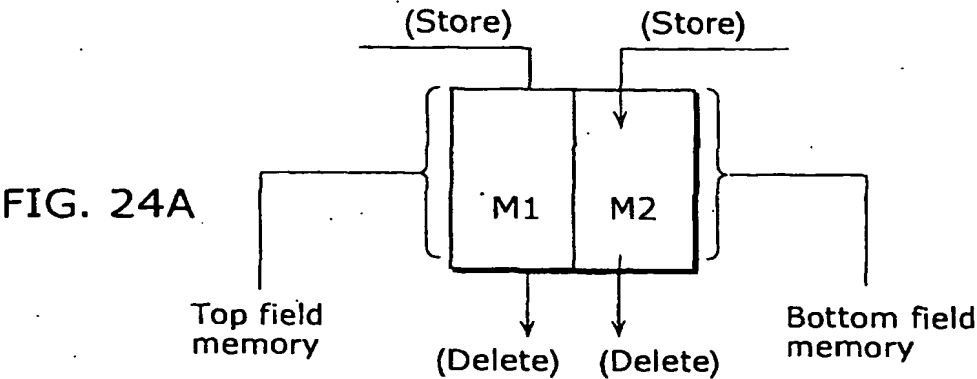 (Store) (Store)
FIG. 24A
M1 M2
Top field
memory
Bottom field
memory
(Delete) (Delete)